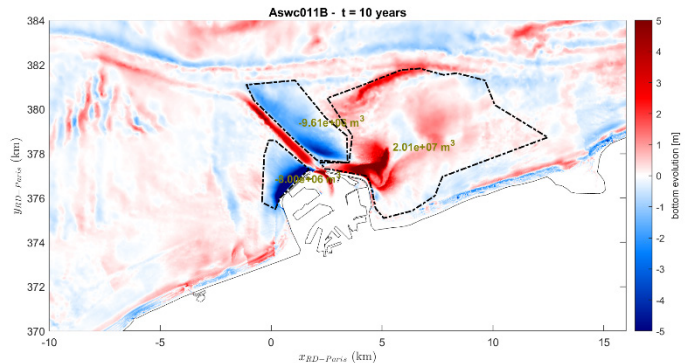 Aswc011B - t = 10 years
384
382
380
378
376
374
372
370
y_RD-Paris (km)
-9.61e+06 m³
2.01e+07 m³
e+06 m³
-10 -5 0 5 10 15
x_RD-Paris (km)
5
4
3
2
1
0
-1
-2
-3
-4
-5
bottom evolution [m]